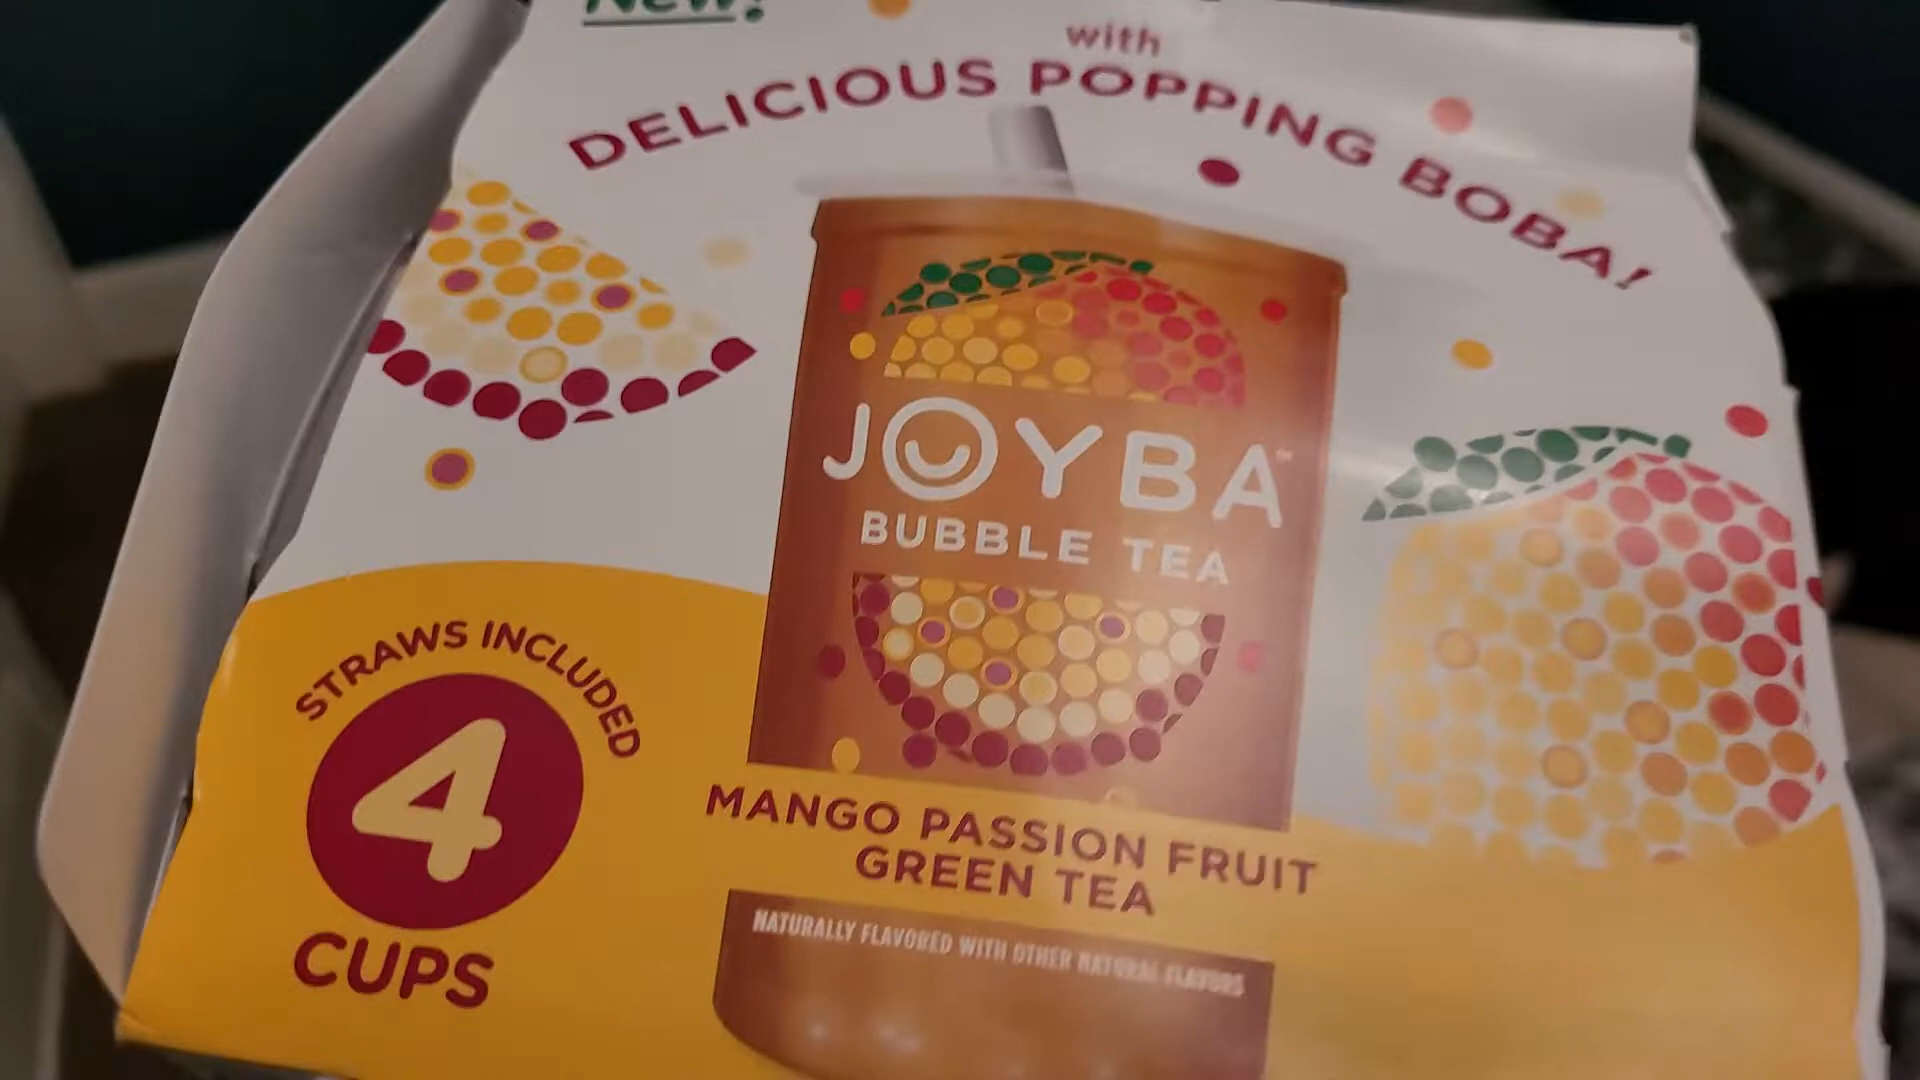 New!
with
DELICIOUS POPPING BOBA!
JOYBA™
BUBBLE TEA
STRAWS INCLUDED
4
CUPS
MANGO PASSION FRUIT
GREEN TEA
NATURALLY FLAVORED WITH OTHER NATURAL FLAVORS